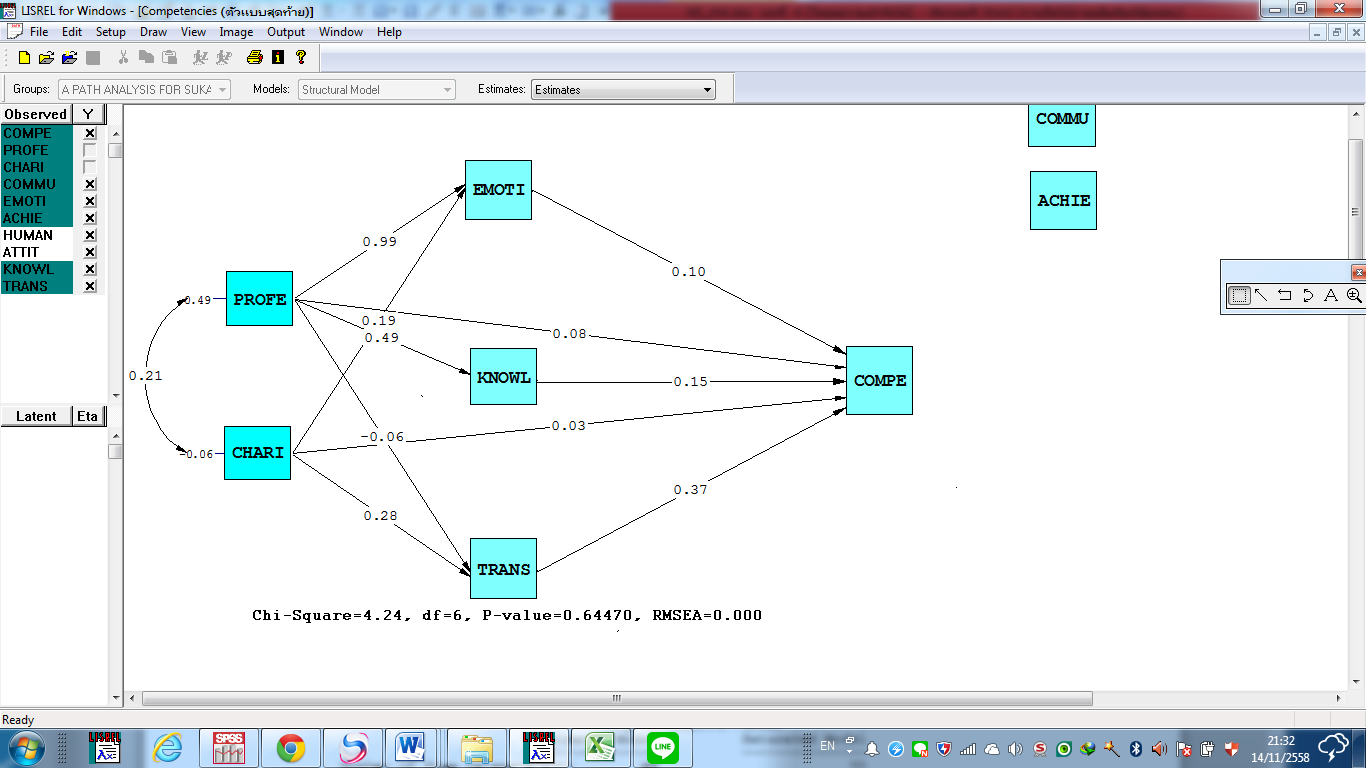 LISREL for Windows - [Competencies (ตัวแบบสุดท้าย)]
File Edit Setup Draw View Image Output Window Help
Groups: A PATH ANALYSIS FOR SUKA Models: Structural Model Estimates: Estimates
Observed Y
COMPE
PROFE
CHARI
COMMU
EMOTI
ACHIE
HUMAN
ATTIT
KNOWL
TRANS
Latent Eta
COMMU
EMOTI
ACHIE
0.99
0.10
0.49 PROFE
0.19
0.08
0.49
0.21
KNOWL
0.15
COMPE
0.03
-0.06
-0.06 CHARI
0.37
0.28
TRANS
Chi-Square=4.24, df=6, P-value=0.64470, RMSEA=0.000
Ready
LISREL
SPSS
LISREL
LINE
EN
21:32
14/11/2558